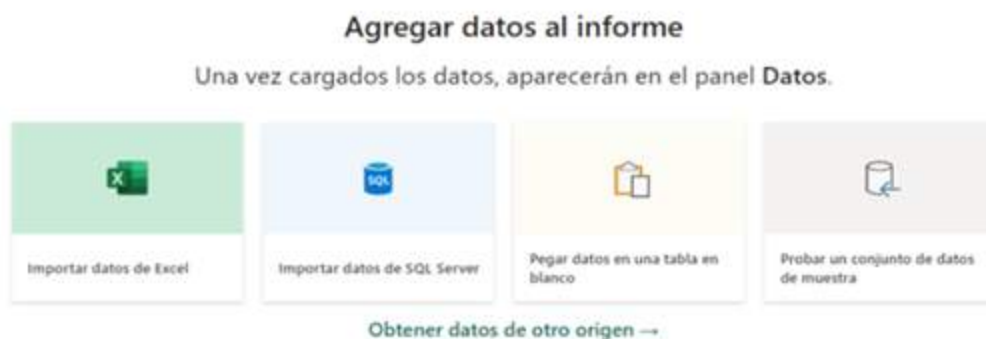 Agregar datos al informe
Una vez cargados los datos, aparecerán en el panel Datos.
X
SQL
Importar datos de Excel
Importar datos de SQL Server
Pegar datos en una tabla en
blanco
Probar un conjunto de datos
de muestra
Obtener datos de otro origen →